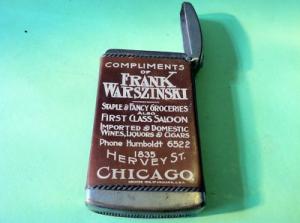 COMPLIMENTS
OF
FRANK
WARSZINSKI
STAPLE & FANCY GROCERIES
ALSO
FIRST CLASS SALOON
IMPORTED & DOMESTIC
WINES, LIQUORS & CIGARS
Phone Humboldt 6522
1835
HERVEY ST.
CHICAGO